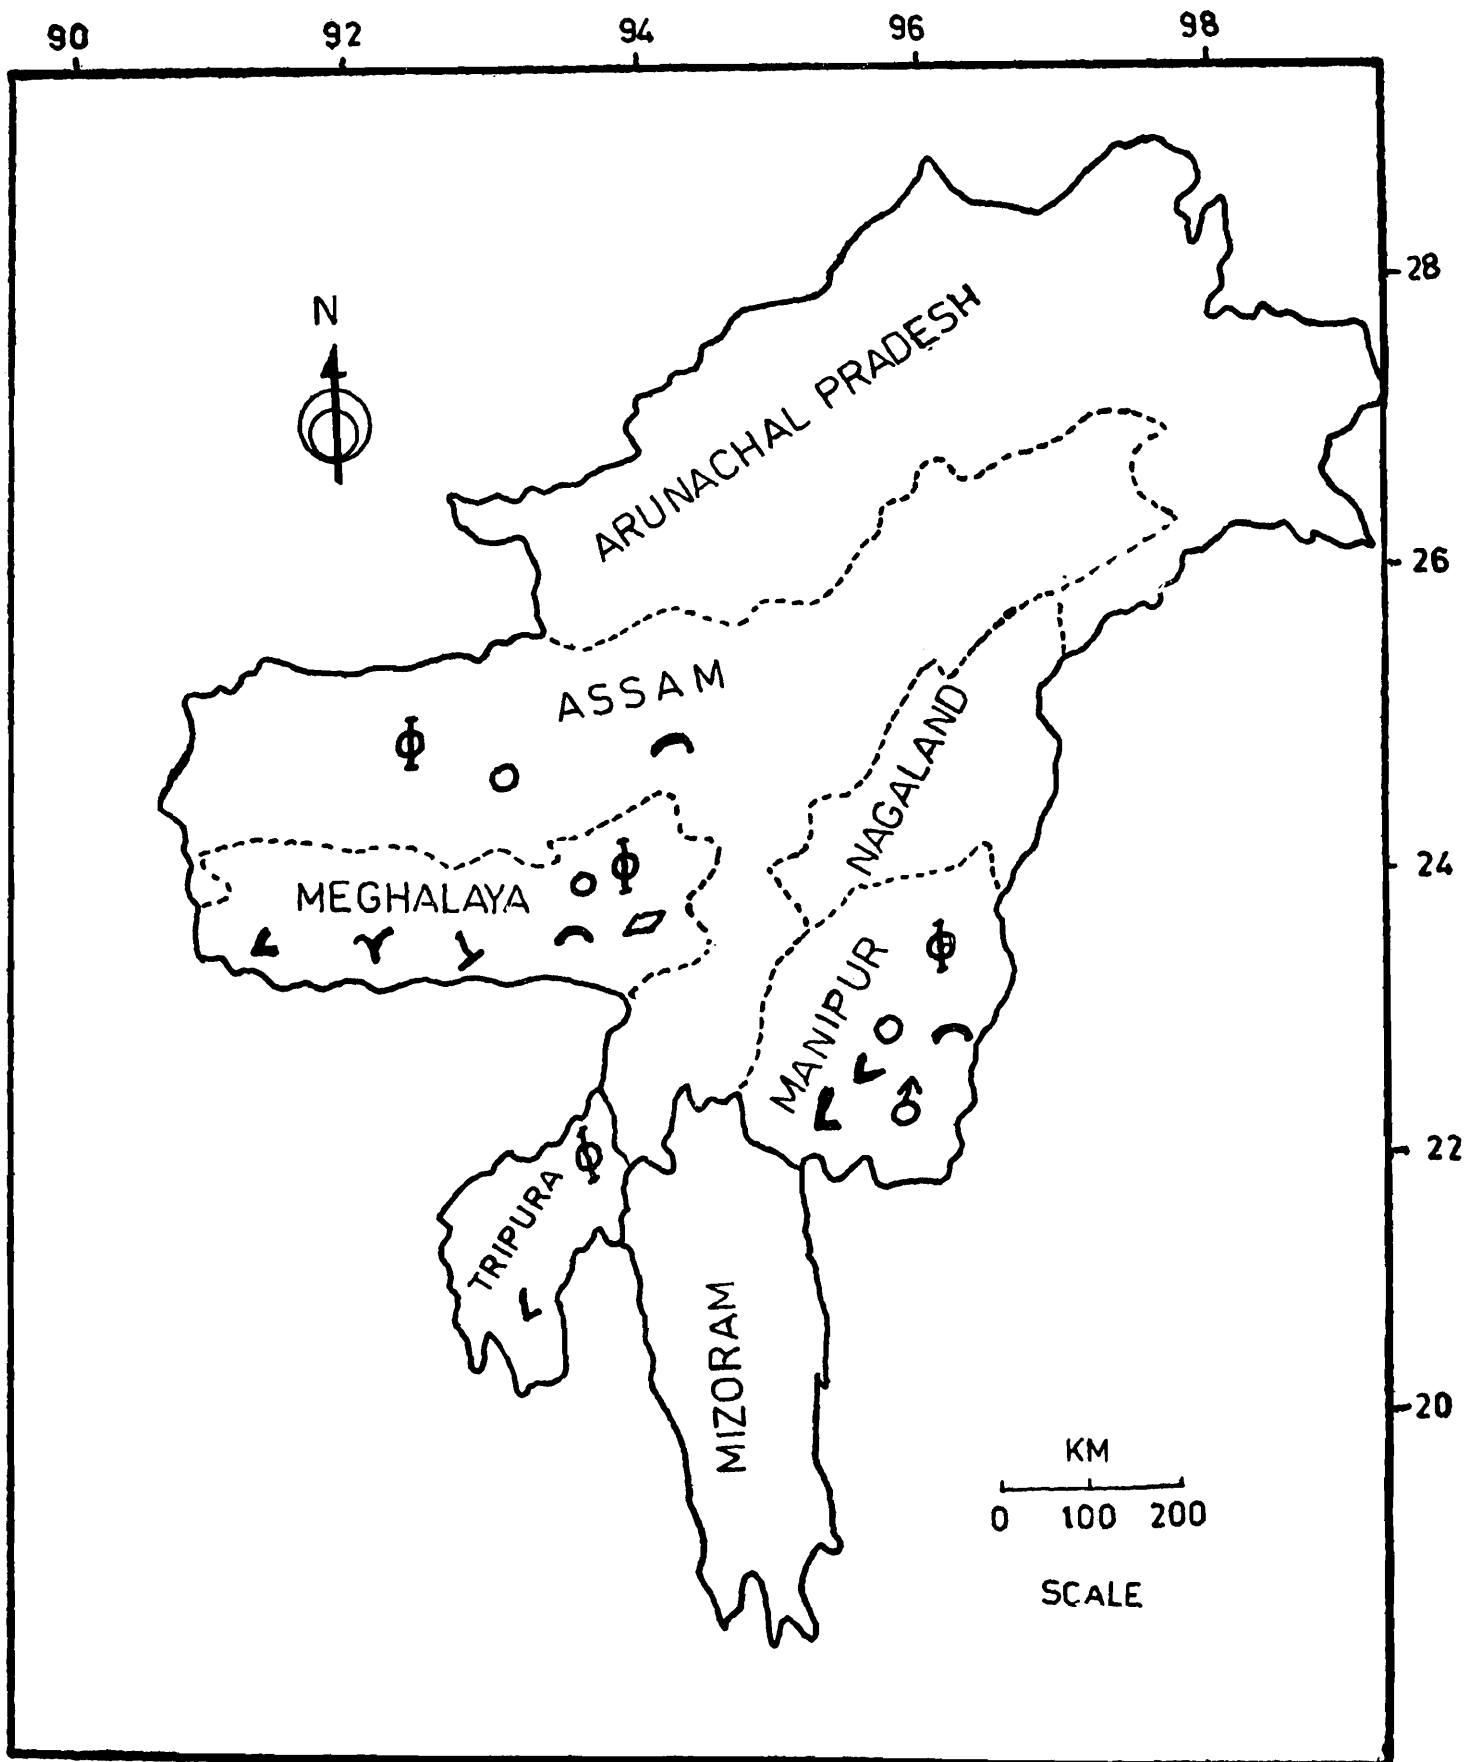 90 92 94 96 98
28
N
ARUNACHAL PRADESH
26
ASSAM
NAGALAND
24
MEGHALAYA
MANIPUR
22
TRIPURA
MIZORAM
20
KM
0 100 200
SCALE